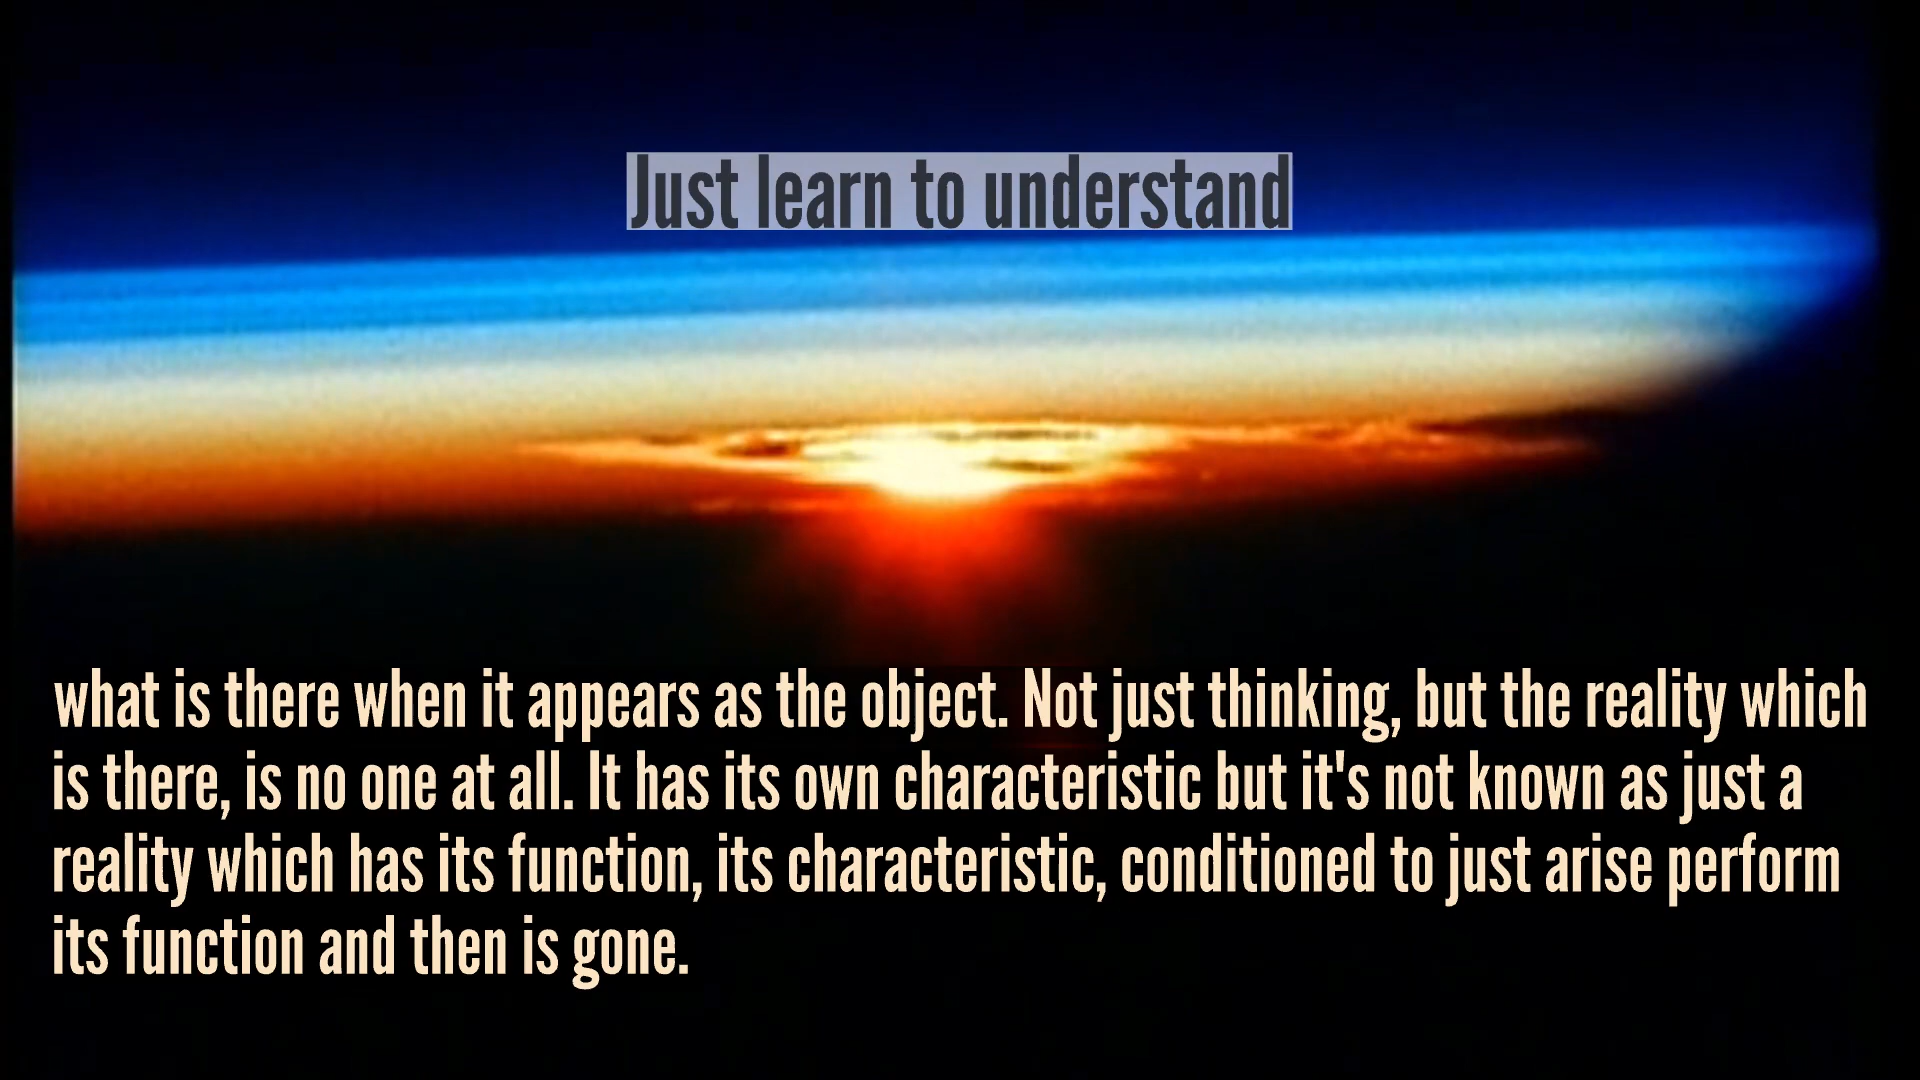 Just learn to understand
what is there when it appears as the object. Not just thinking, but the reality which
is there, is no one at all. It has its own characteristic but it's not known as just a
reality which has its function, its characteristic, conditioned to just arise perform
its function and then is gone.